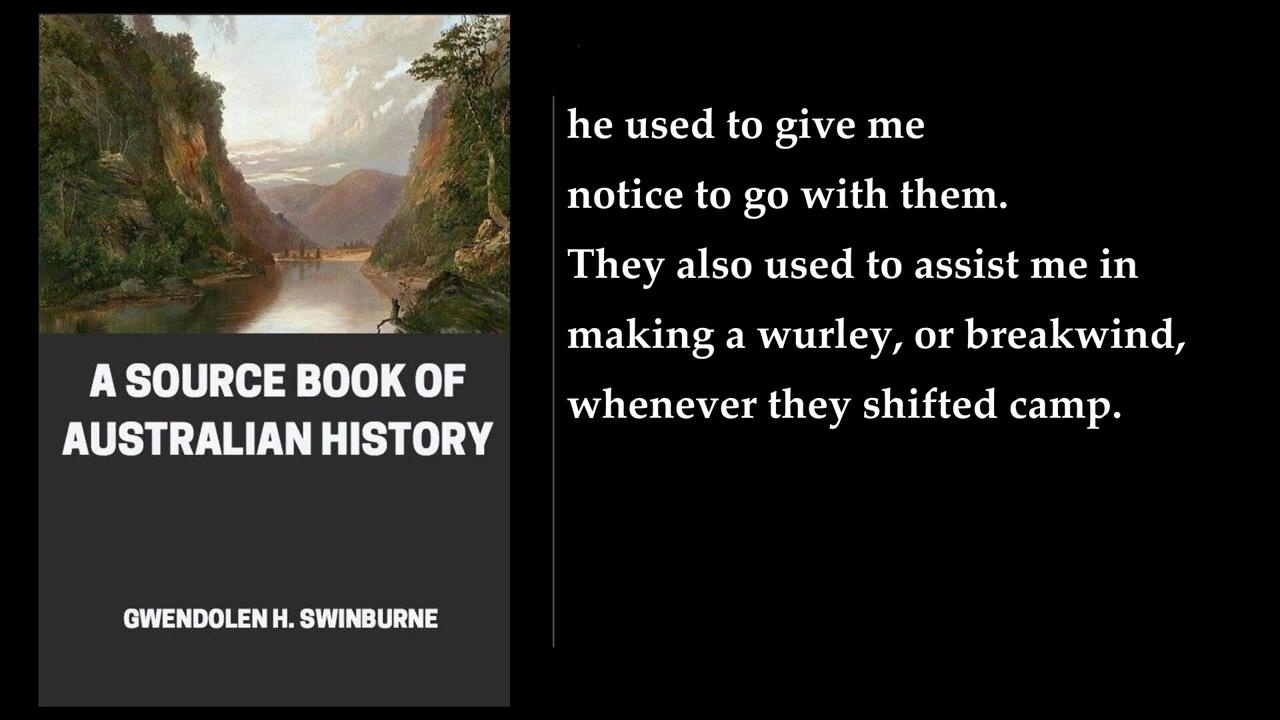 A SOURCE BOOK OF
AUSTRALIAN HISTORY
GWENDOLEN H. SWINBURNE
he used to give me
notice to go with them.
They also used to assist me in
making a wurley, or breakwind,
whenever they shifted camp.